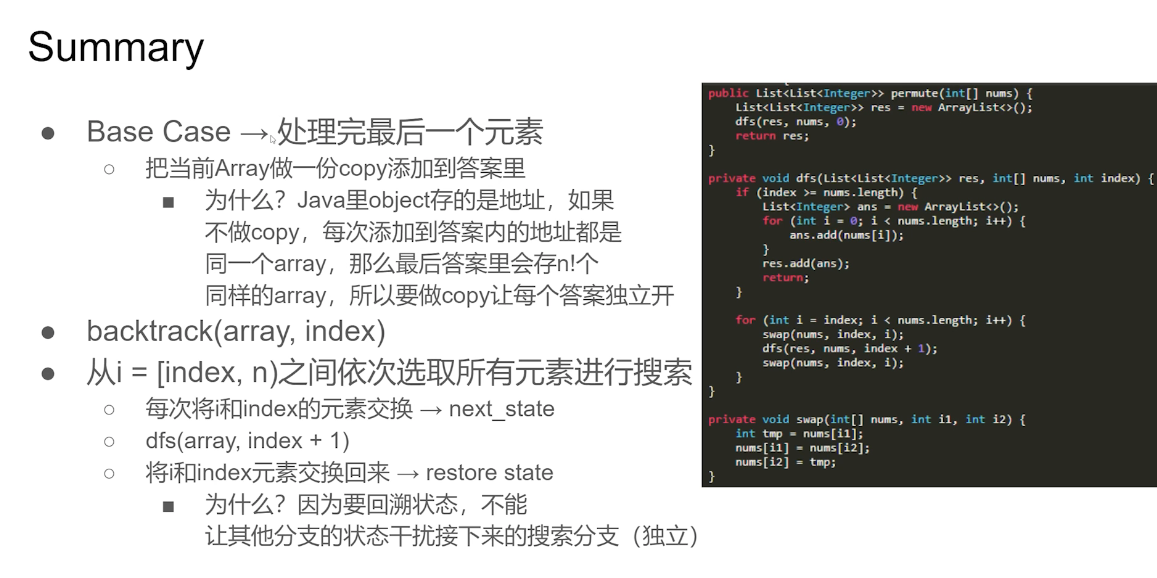 Summary
● Base Case →处理完最后一个元素
○ 把当前Array做一份copy添加到答案里
■ 为什么？Java里object存的是地址，如果
不做copy，每次添加到答案内的地址都是
同一个array，那么最后答案里会存n!个
同样的array，所以要做copy让每个答案独立开
● backtrack(array, index)
● 从i = [index, n)之间依次选取所有元素进行搜索
○ 每次将i和index的元素交换 → next_state
○ dfs(array, index + 1)
○ 将i和index元素交换回来 → restore state
■ 为什么？因为要回溯状态，不能
让其他分支的状态干扰接下来的搜索分支（独立）
public List<List<Integer>> permute(int[] nums) {
List<List<Integer>> res = new ArrayList<>();
dfs(res, nums, 0);
return res;
}
private void dfs(List<List<Integer>> res, int[] nums, int index) {
if (index >= nums.length) {
List<Integer> ans = new ArrayList<>();
for (int i = 0; i < nums.length; i++) {
ans.add(nums[i]);
}
res.add(ans);
return;
}
for (int i = index; i < nums.length; i++) {
swap(nums, index, i);
dfs(res, nums, index + 1);
swap(nums, index, i);
}
}
private void swap(int[] nums, int i1, int i2) {
int tmp = nums[i1];
nums[i1] = nums[i2];
nums[i2] = tmp;
}